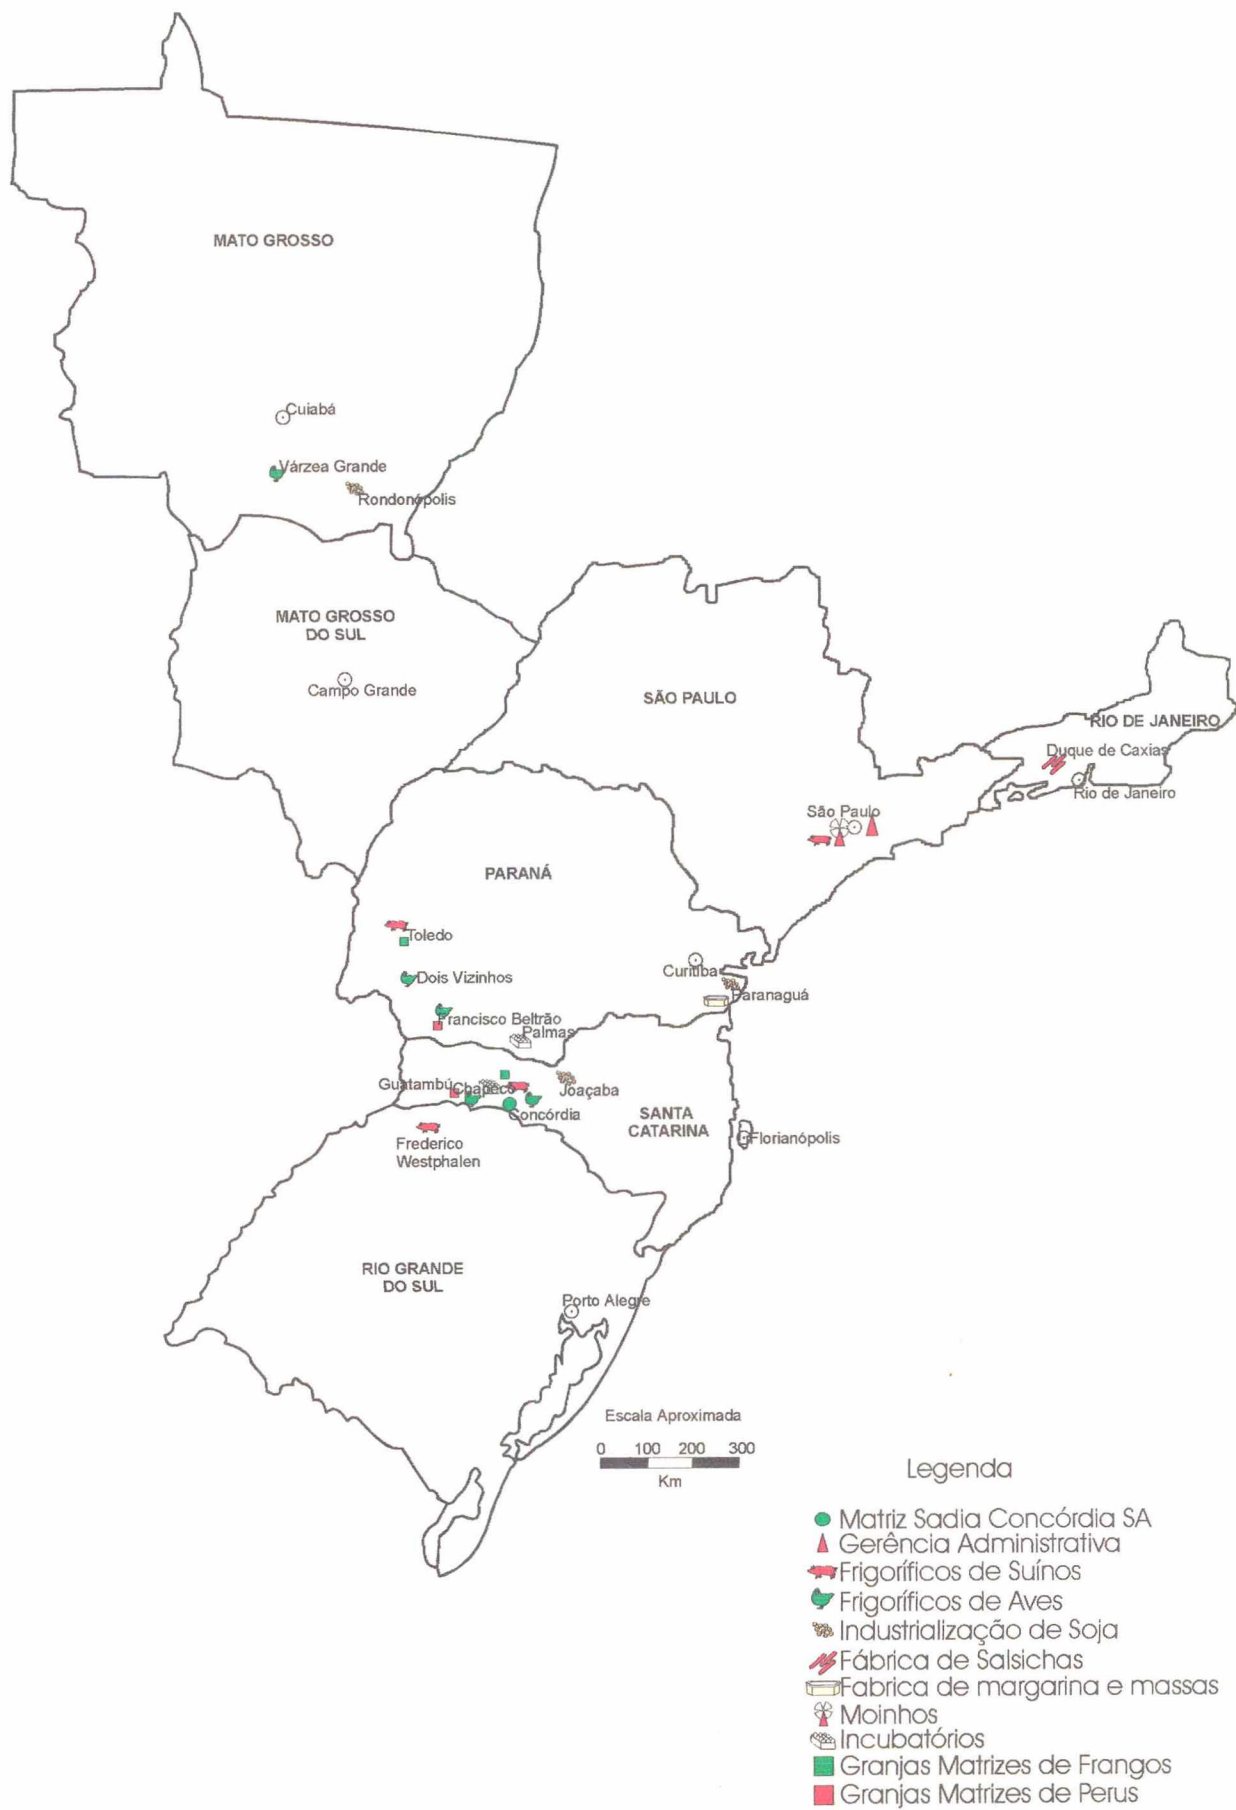 MATO GROSSO
Cuiabá
Várzea Grande
Rondonópolis
MATO GROSSO
DO SUL
Campo Grande
SÃO PAULO
RIO DE JANEIRO
Duque de Caxias
Rio de Janeiro
São Paulo
PARANÁ
Toledo
Dois Vizinhos
Curitiba
Paranaguá
Francisco Beltrão
Palmas
Guatambú
Chapecó
Joaçaba
Concórdia
SANTA
CATARINA
Florianópolis
Frederico
Westphalen
RIO GRANDE
DO SUL
Porto Alegre
Escala Aproximada
0 100 200 300
Km
Legenda
Matriz Sadia Concórdia SA
Gerência Administrativa
Frigoríficos de Suínos
Frigoríficos de Aves
Industrialização de Soja
Fábrica de Salsichas
Fabrica de margarina e massas
Moinhos
Incubatórios
Granjas Matrizes de Frangos
Granjas Matrizes de Perus